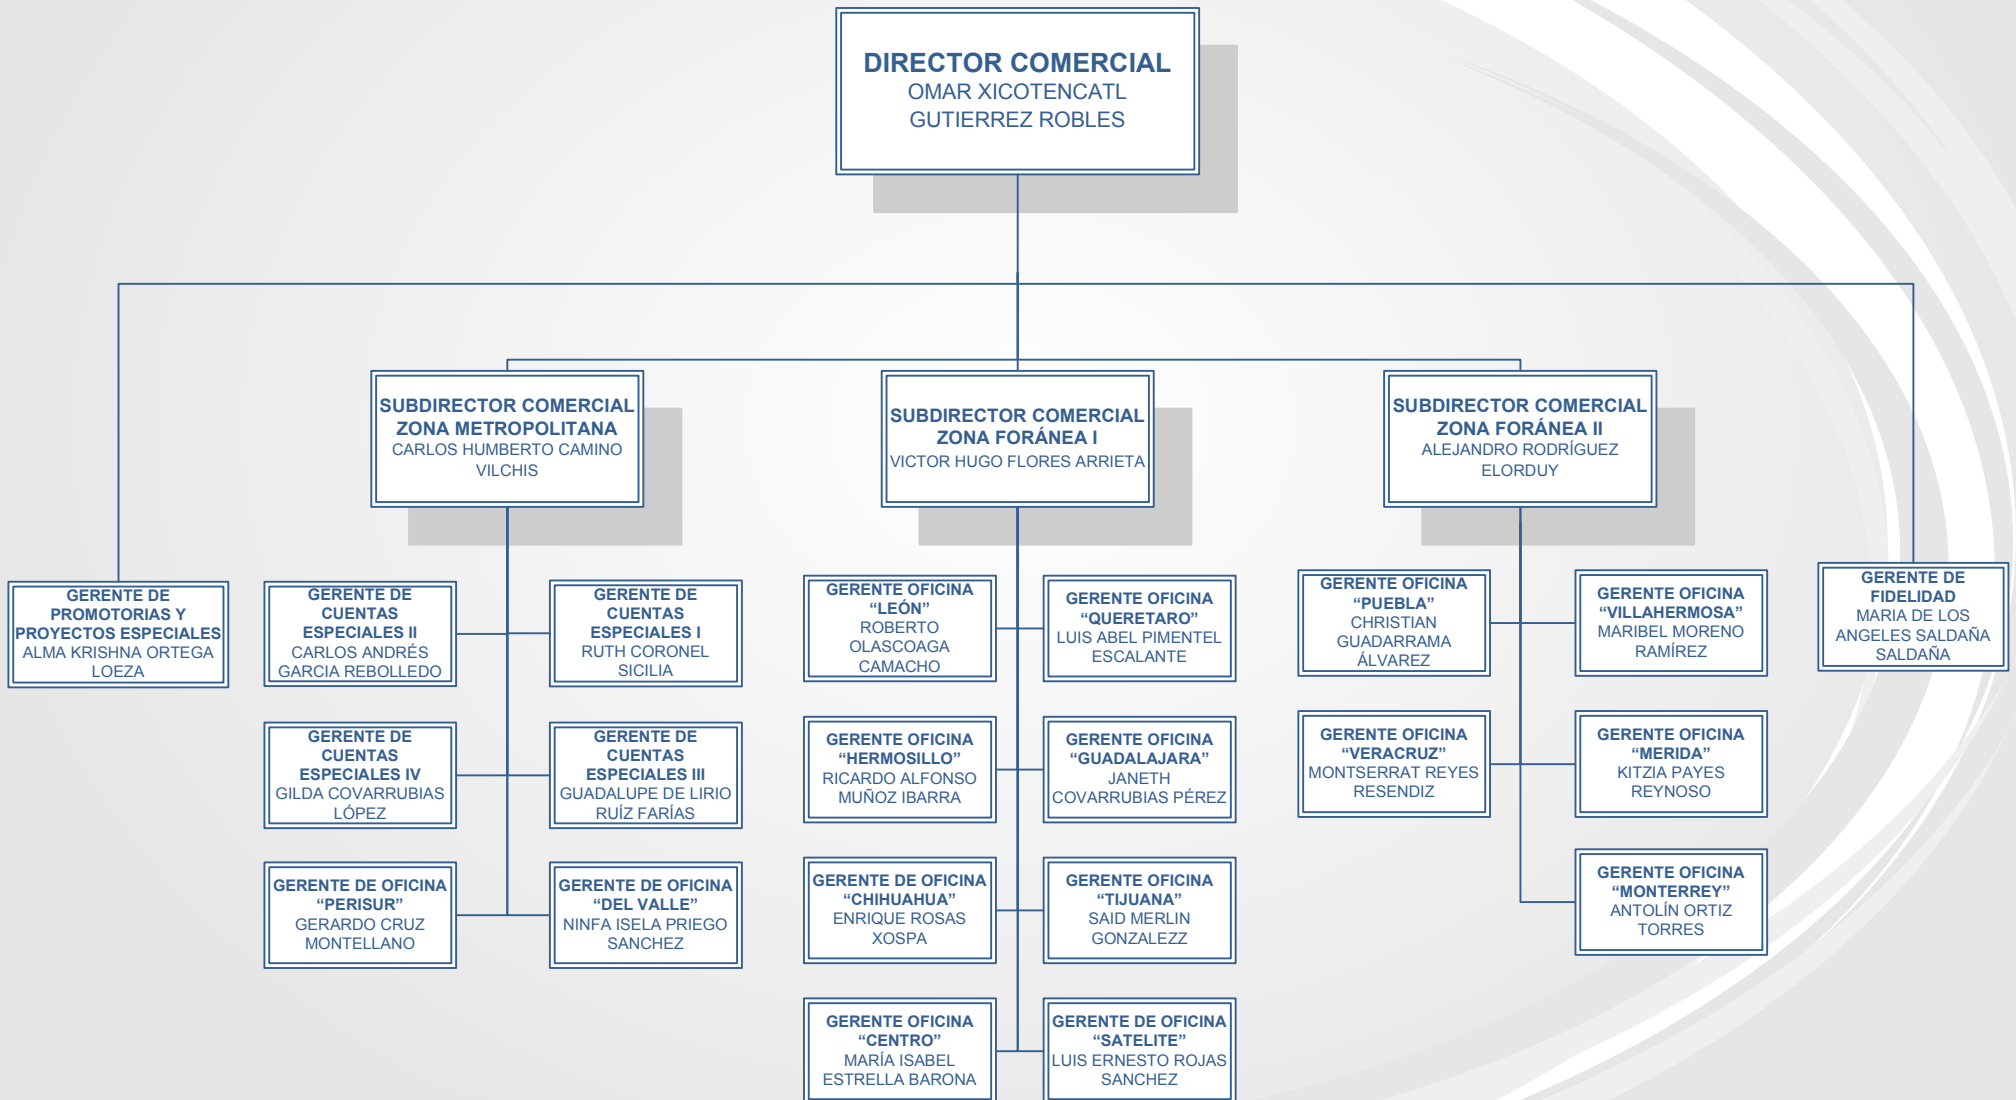 DIRECTOR COMERCIAL
OMAR XICOTENCATL
GUTIERREZ ROBLES
SUBDIRECTOR COMERCIAL
ZONA METROPOLITANA
CARLOS HUMBERTO CAMINO
VILCHIS
SUBDIRECTOR COMERCIAL
ZONA FORÁNEA I
VICTOR HUGO FLORES ARRIETA
SUBDIRECTOR COMERCIAL
ZONA FORÁNEA II
ALEJANDRO RODRÍGUEZ
ELORDUY
GERENTE DE
PROMOTORIAS Y
PROYECTOS ESPECIALES
ALMA KRISHNA ORTEGA
LOEZA
GERENTE DE
CUENTAS
ESPECIALES II
CARLOS ANDRÉS
GARCIA REBOLLEDO
GERENTE DE
CUENTAS
ESPECIALES I
RUTH CORONEL
SICILIA
GERENTE OFICINA
“LEÓN”
ROBERTO
OLASCOAGA
CAMACHO
GERENTE OFICINA
“QUERETARO”
LUIS ABEL PIMENTEL
ESCALANTE
GERENTE OFICINA
“PUEBLA”
CHRISTIAN
GUADARRAMA
ÁLVAREZ
GERENTE OFICINA
“VILLAHERMOSA”
MARIBEL MORENO
RAMÍREZ
GERENTE DE
FIDELIDAD
MARIA DE LOS
ANGELES SALDAÑA
SALDAÑA
GERENTE DE
CUENTAS
ESPECIALES IV
GILDA COVARRUBIAS
LÓPEZ
GERENTE DE
CUENTAS
ESPECIALES III
GUADALUPE DE LIRIO
RUÍZ FARÍAS
GERENTE OFICINA
“HERMOSILLO”
RICARDO ALFONSO
MUÑOZ IBARRA
GERENTE OFICINA
“GUADALAJARA”
JANETH
COVARRUBIAS PÉREZ
GERENTE OFICINA
“VERACRUZ”
MONTSERRAT REYES
RESENDIZ
GERENTE OFICINA
“MERIDA”
KITZIA PAYES
REYNOSO
GERENTE DE OFICINA
“PERISUR”
GERARDO CRUZ
MONTELLANO
GERENTE DE OFICINA
“DEL VALLE”
NINFA ISELA PRIEGO
SANCHEZ
GERENTE DE OFICINA
“CHIHUAHUA”
ENRIQUE ROSAS
XOSPA
GERENTE OFICINA
“TIJUANA”
SAID MERLIN
GONZALEZZ
GERENTE OFICINA
“MONTERREY”
ANTOLÍN ORTIZ
TORRES
GERENTE OFICINA
“CENTRO”
MARÍA ISABEL
ESTRELLA BARONA
GERENTE DE OFICINA
“SATELITE”
LUIS ERNESTO ROJAS
SANCHEZ